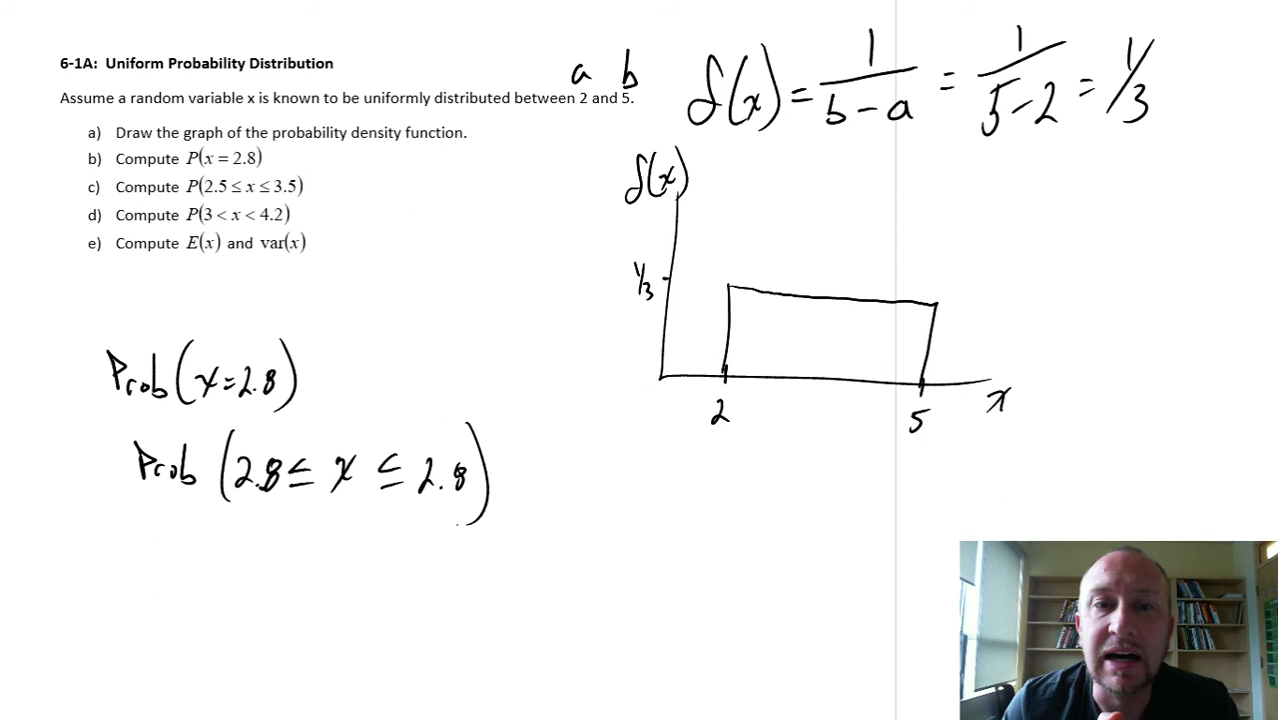 6-1A: Uniform Probability Distribution
a b
Assume a random variable x is known to be uniformly distributed between 2 and 5.
f(x) = 1/(b-a) = 1/(5-2) = 1/3
a) Draw the graph of the probability density function.
b) Compute P(x = 2.8)
c) Compute P(2.5 ≤ x ≤ 3.5)
d) Compute P(3 < x < 4.2)
e) Compute E(x) and var(x)
f(x)
1/3
2
5
x
Prob (x=2.8)
Prob (2.8 ≤ x ≤ 2.8)